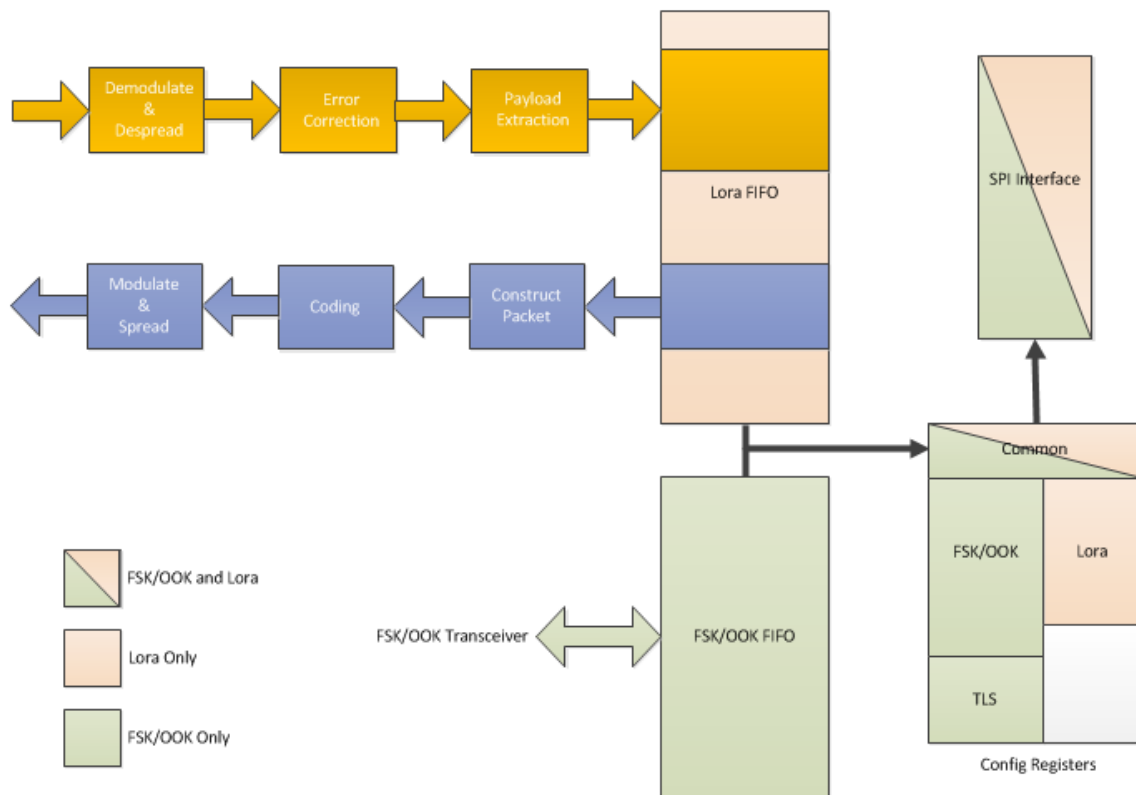 Demodulate
&
Despread
Error
Correction
Payload
Extraction
Lora FIFO
SPI Interface
Modulate
&
Spread
Coding
Construct
Packet
Common
FSK/OOK
Lora
TLS
Config Registers
FSK/OOK Transceiver
FSK/OOK FIFO
FSK/OOK and Lora
Lora Only
FSK/OOK Only